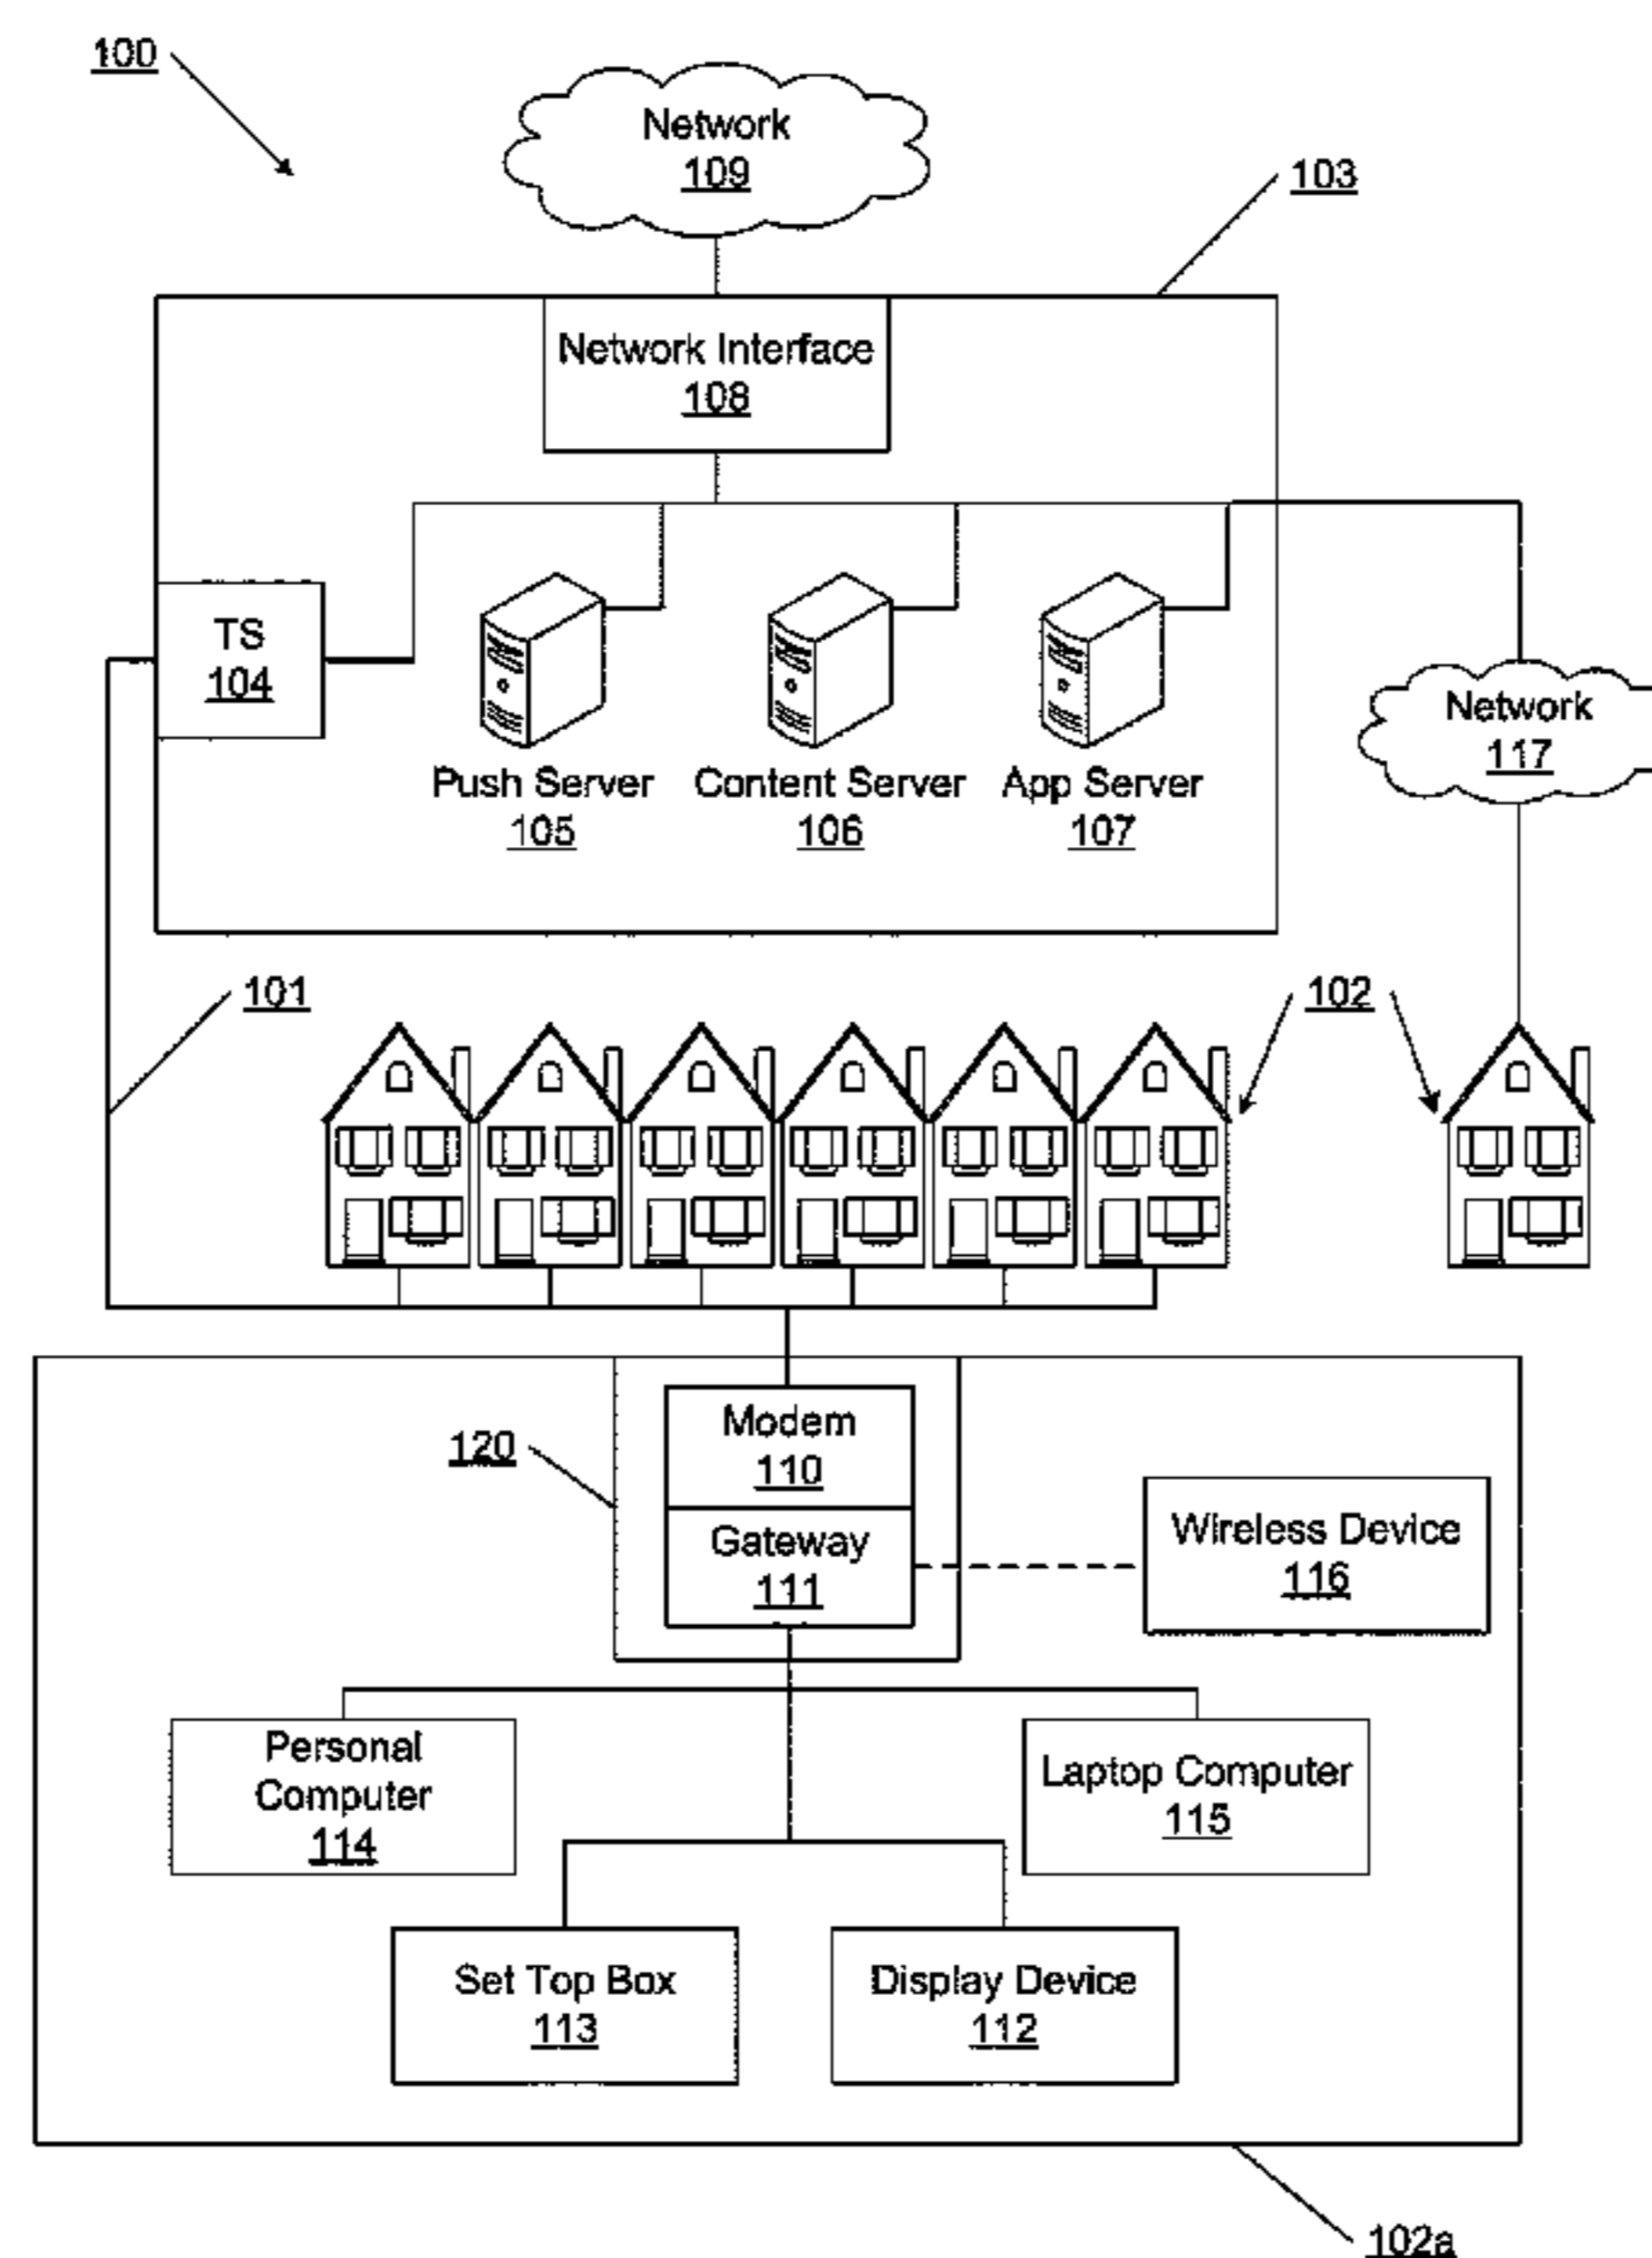 100
Network
109
103
Network Interface
108
TS
104
Push Server
105
Content Server
106
App Server
107
Network
117
101
102
120
Modem
110
Gateway
111
Wireless Device
116
Personal
Computer
114
Laptop Computer
115
Set Top Box
113
Display Device
112
102a